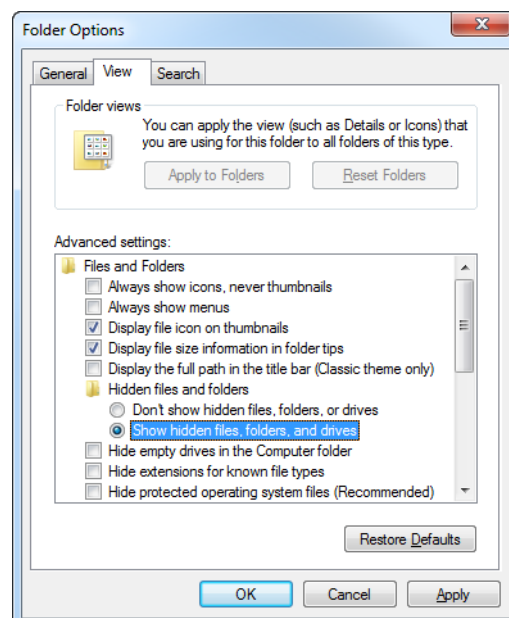 Folder Options
General View Search
Folder views
You can apply the view (such as Details or Icons) that
you are using for this folder to all folders of this type.
Apply to Folders Reset Folders
Advanced settings:
Files and Folders
Always show icons, never thumbnails
Always show menus
Display file icon on thumbnails
Display file size information in folder tips
Display the full path in the title bar (Classic theme only)
Hidden files and folders
Don't show hidden files, folders, or drives
Show hidden files, folders, and drives
Hide empty drives in the Computer folder
Hide extensions for known file types
Hide protected operating system files (Recommended)
Restore Defaults
OK Cancel Apply